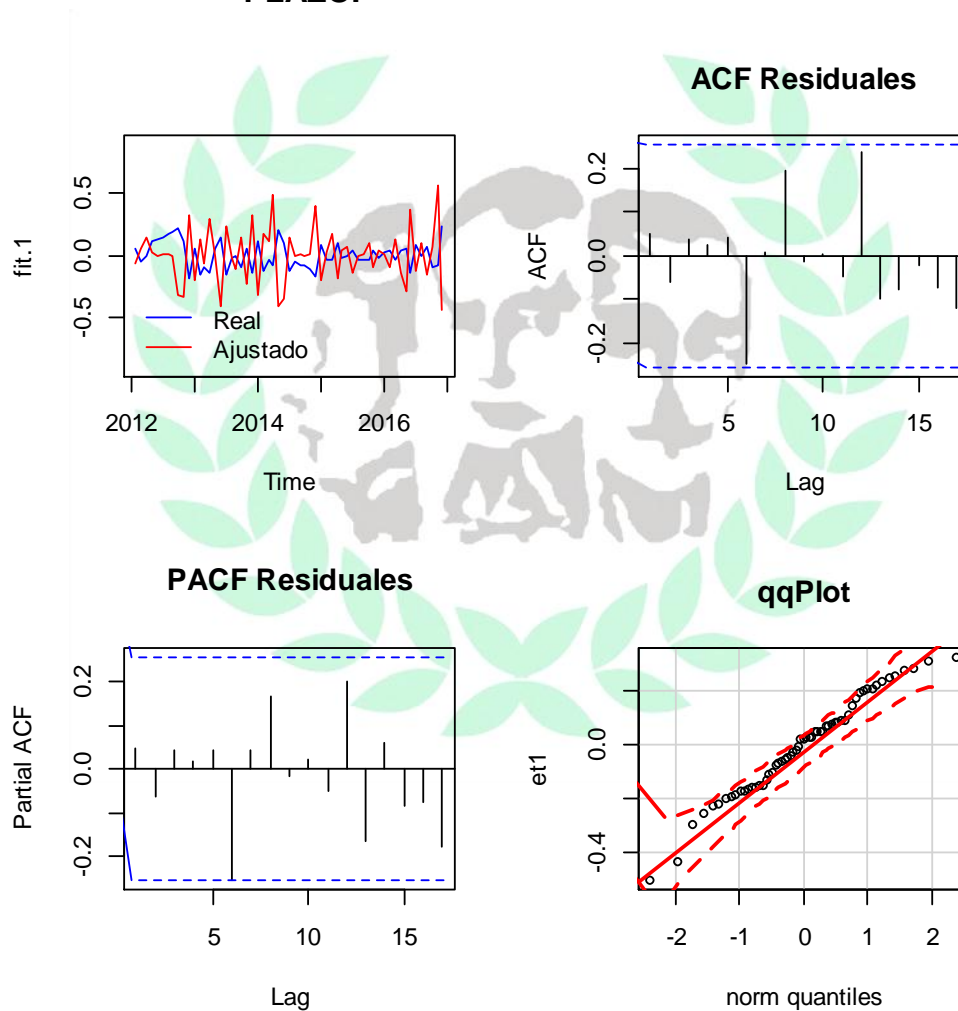 ACF Residuales
fit.1
-0.5 0.0 0.5
Real
Ajustado
2012 2014 2016
Time
ACF
-0.2 0.0 0.2
5 10 15
Lag
PACF Residuales
Partial ACF
-0.2 0.0 0.2
5 10 15
Lag
qqPlot
et1
-0.4 0.0
-2 -1 0 1 2
norm quantiles